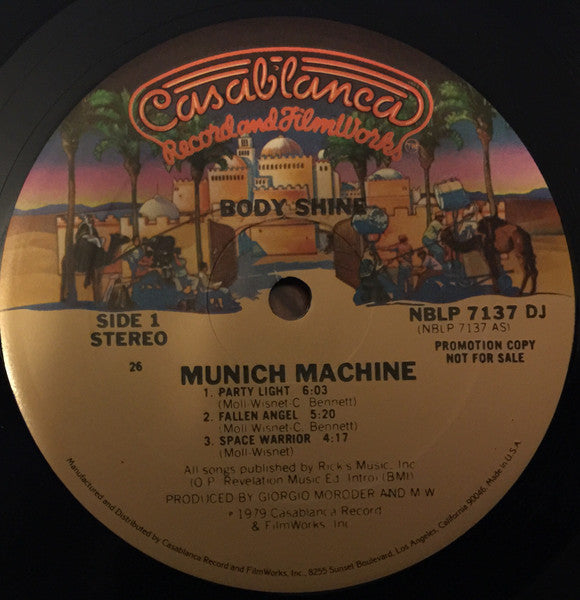 Casablanca
Record and FilmWorks
BODY SHINE
SIDE 1
STEREO
26
NBLP 7137 DJ
(NBLP 7137 AS)
PROMOTION COPY
NOT FOR SALE
MUNICH MACHINE
1. PARTY LIGHT 6:03
(Moll-Wisnet-C. Bennett)
2. FALLEN ANGEL 5:20
(Moll-Wisnet-C. Bennett)
3. SPACE WARRIOR 4:17
(Moll-Wisnet)
All songs published by Rick's Music, Inc.
(O.P. Revelation Music Ed. Intro) (BMI)
PRODUCED BY GIORGIO MORODER AND M W
℗ 1979 Casablanca Record
& FilmWorks, Inc.
Manufactured and Distributed by Casablanca Record and FilmWorks, Inc., 8255 Sunset Boulevard, Los Angeles, California 90046. Made in U.S.A.